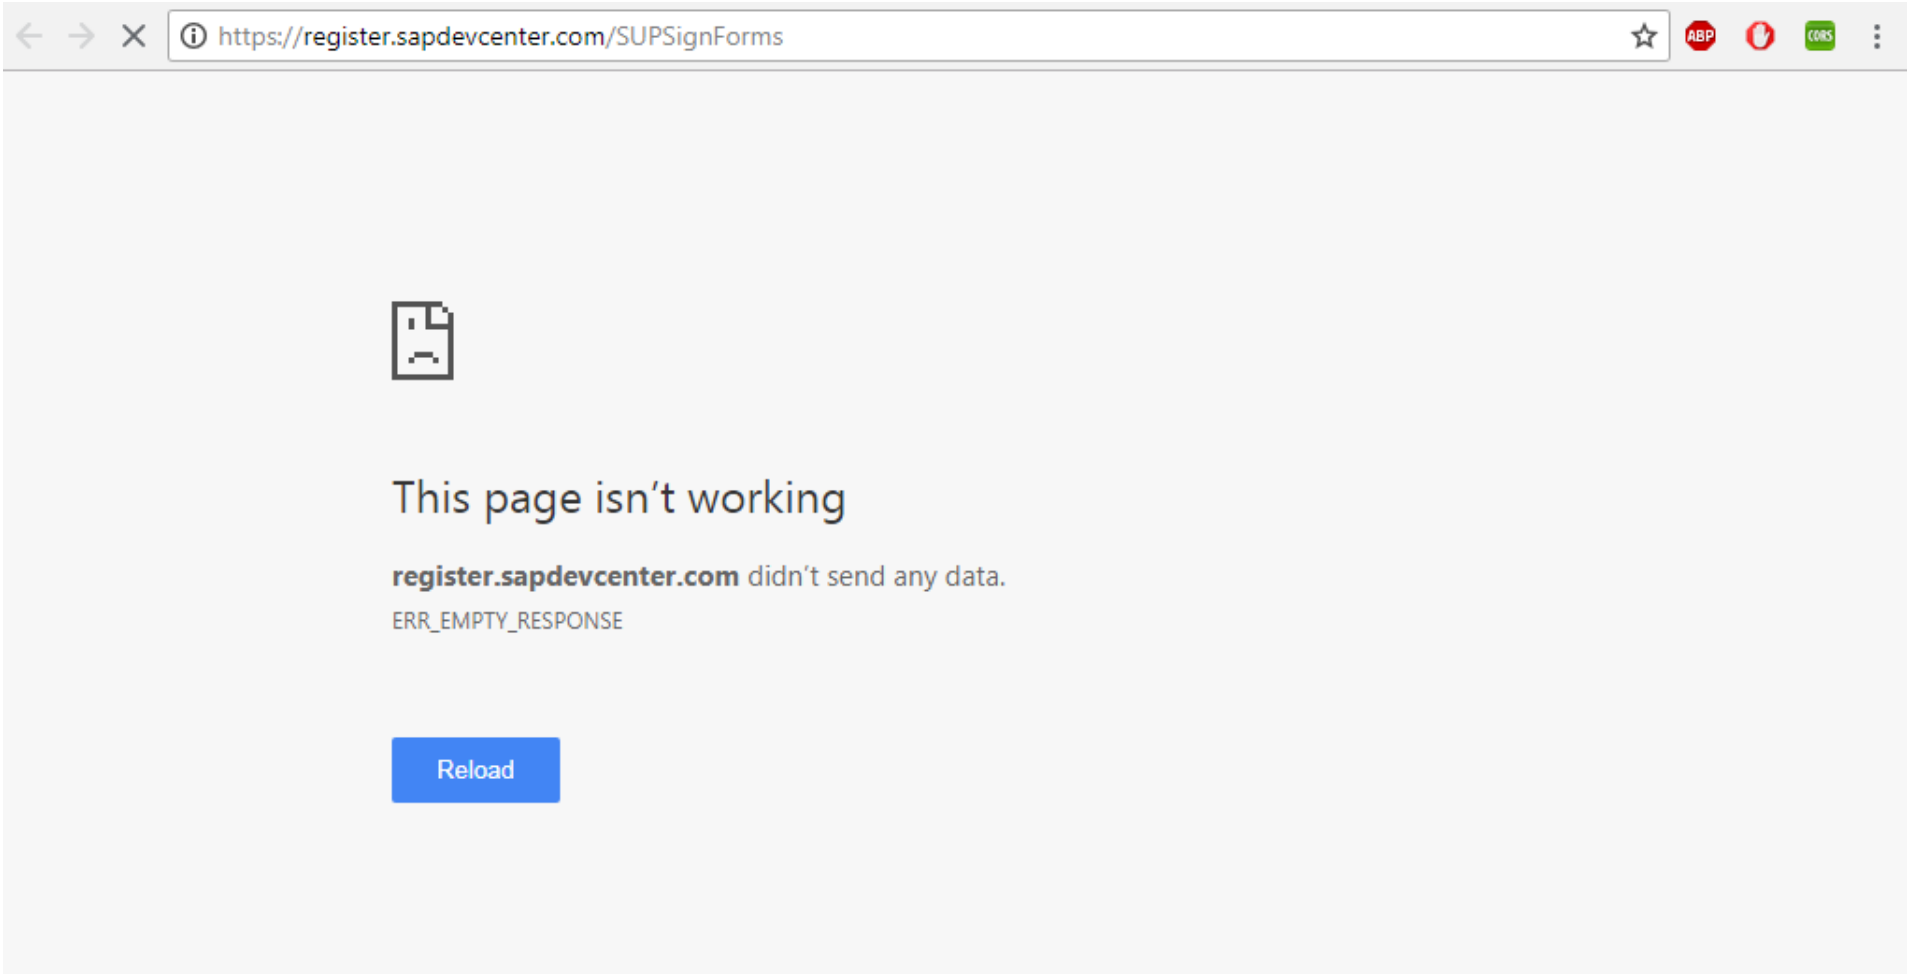 https://register.sapdevcenter.com/SUPSignForms
ABP
CORS
This page isn’t working
register.sapdevcenter.com didn’t send any data.
ERR_EMPTY_RESPONSE
Reload